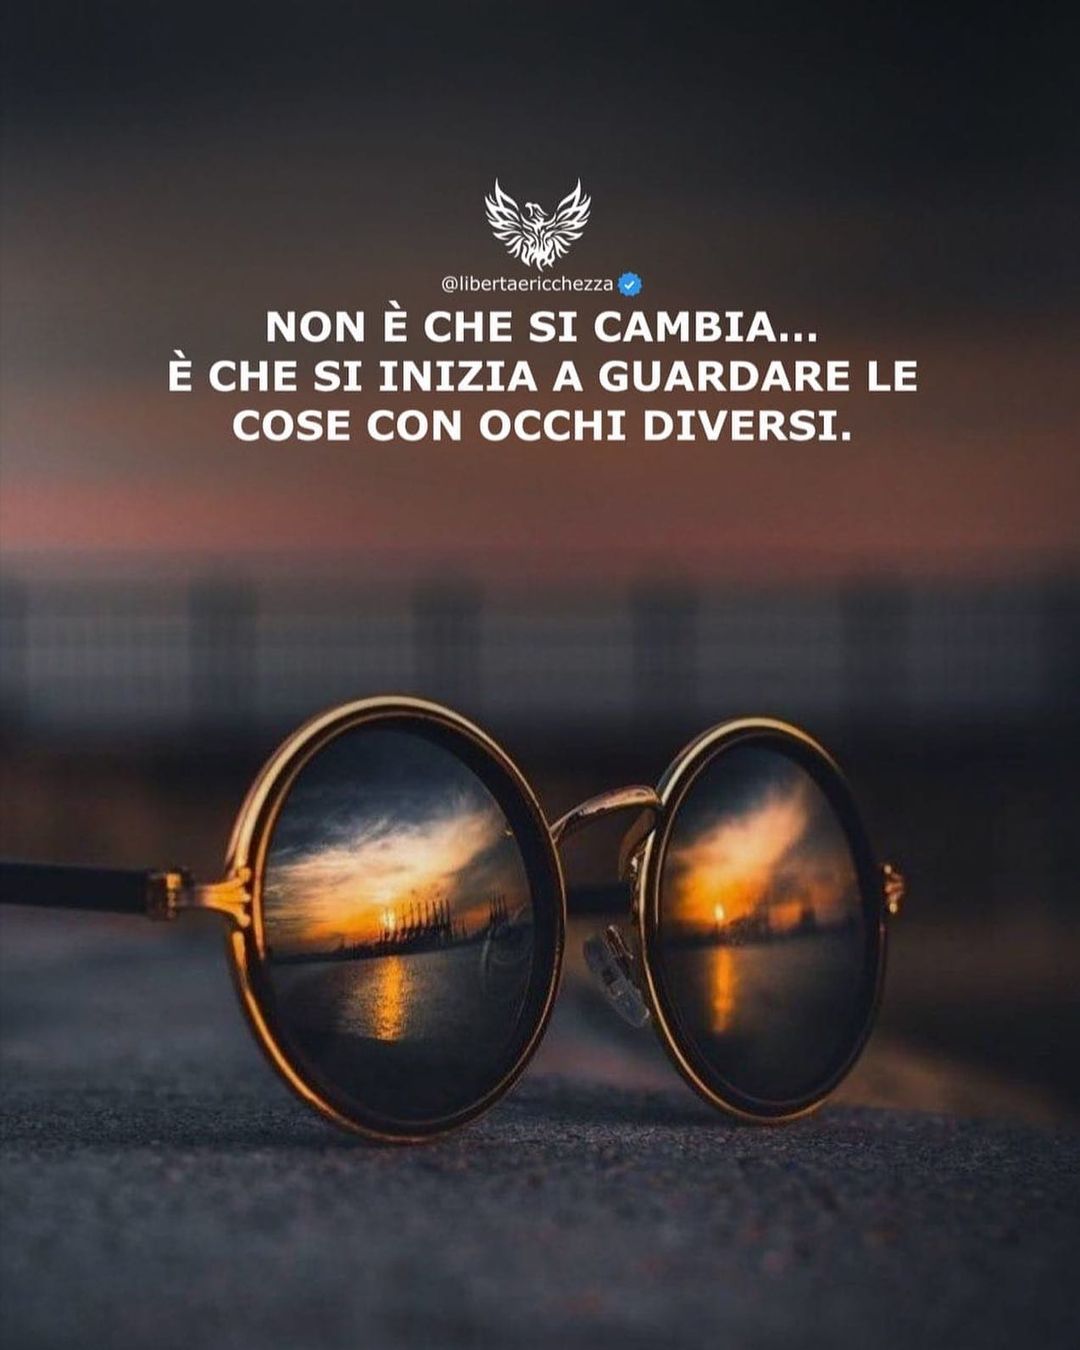 @libertaericchezza
NON È CHE SI CAMBIA...
È CHE SI INIZIA A GUARDARE LE
COSE CON OCCHI DIVERSI.